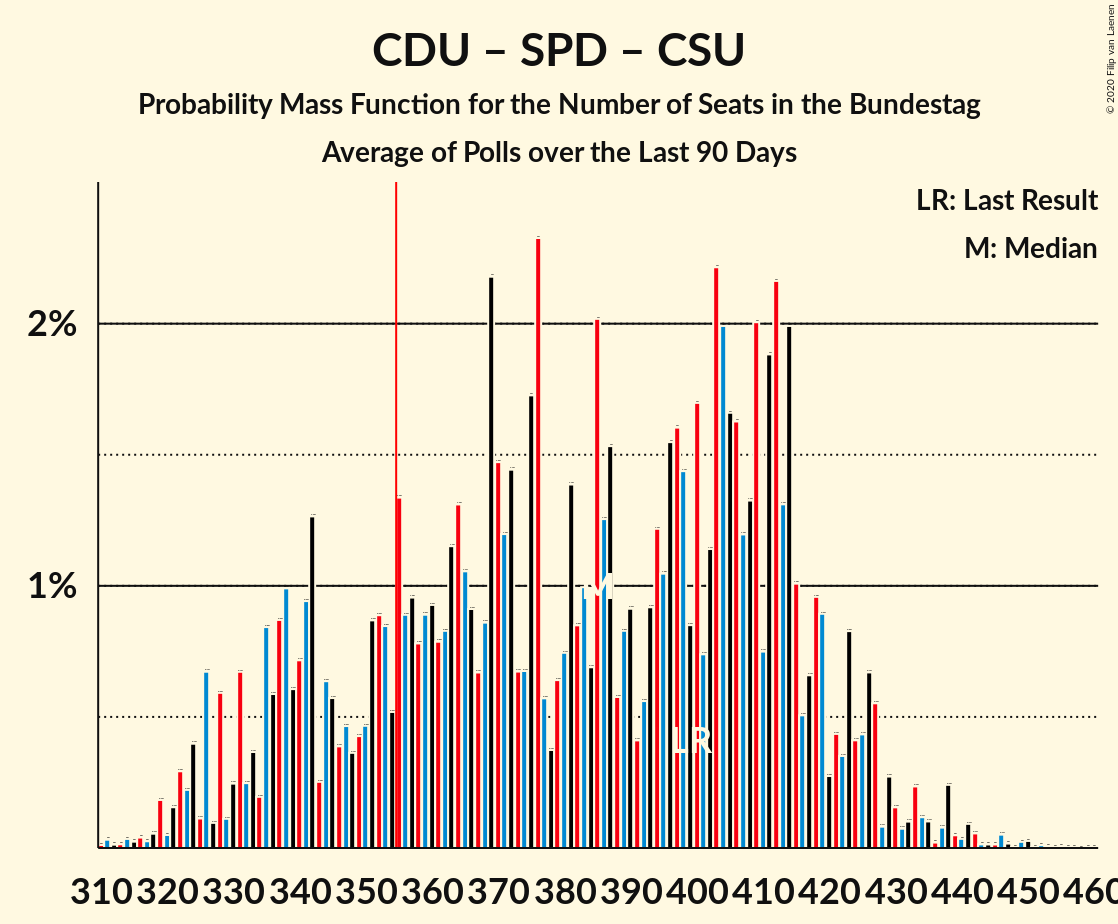 CDU – SPD – CSU
Probability Mass Function for the Number of Seats in the Bundestag
Average of Polls over the Last 90 Days
© 2020 Filip van Laenen
LR: Last Result
M: Median
2%
1%
M
LR
310 320 330 340 350 360 370 380 390 400 410 420 430 440 450 460